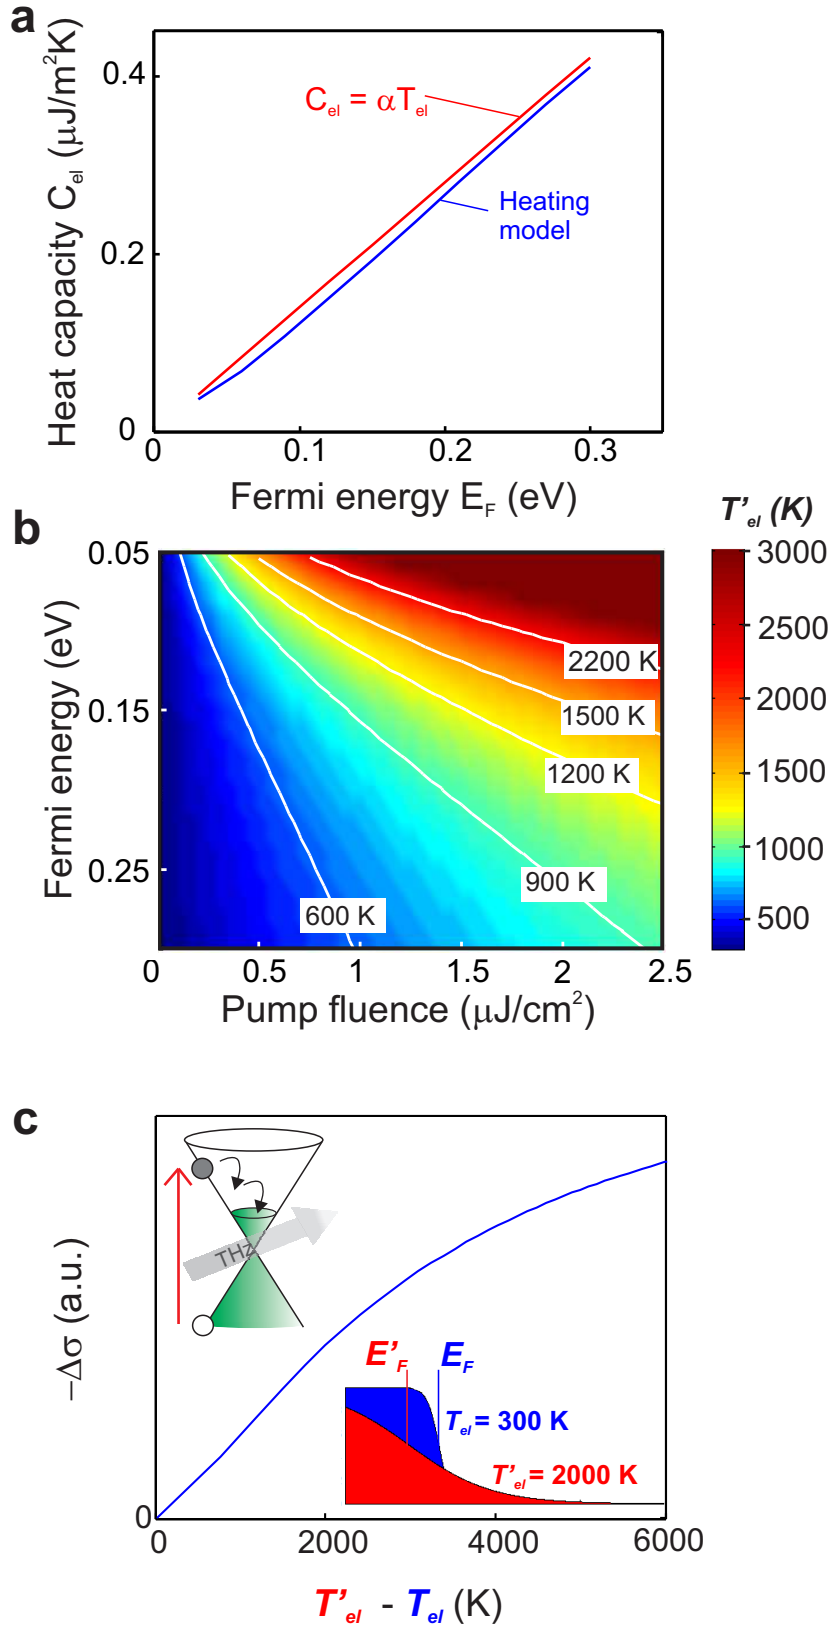 a
Heat capacity C_el (μJ/m²K)
0.4
0.2
0
C_el = αT_el
Heating
model
0
0.1
0.2
0.3
Fermi energy E_F (eV)
b
T'_el (K)
Fermi energy (eV)
0.05
0.15
0.25
2200 K
1500 K
1200 K
900 K
600 K
3000
2500
2000
1500
1000
500
0
0.5
1
1.5
2
2.5
Pump fluence (μJ/cm²)
c
−Δσ (a.u.)
THz
E'_F
E_F
T_el = 300 K
T'_el = 2000 K
0
0
2000
4000
6000
T'_el - T_el (K)